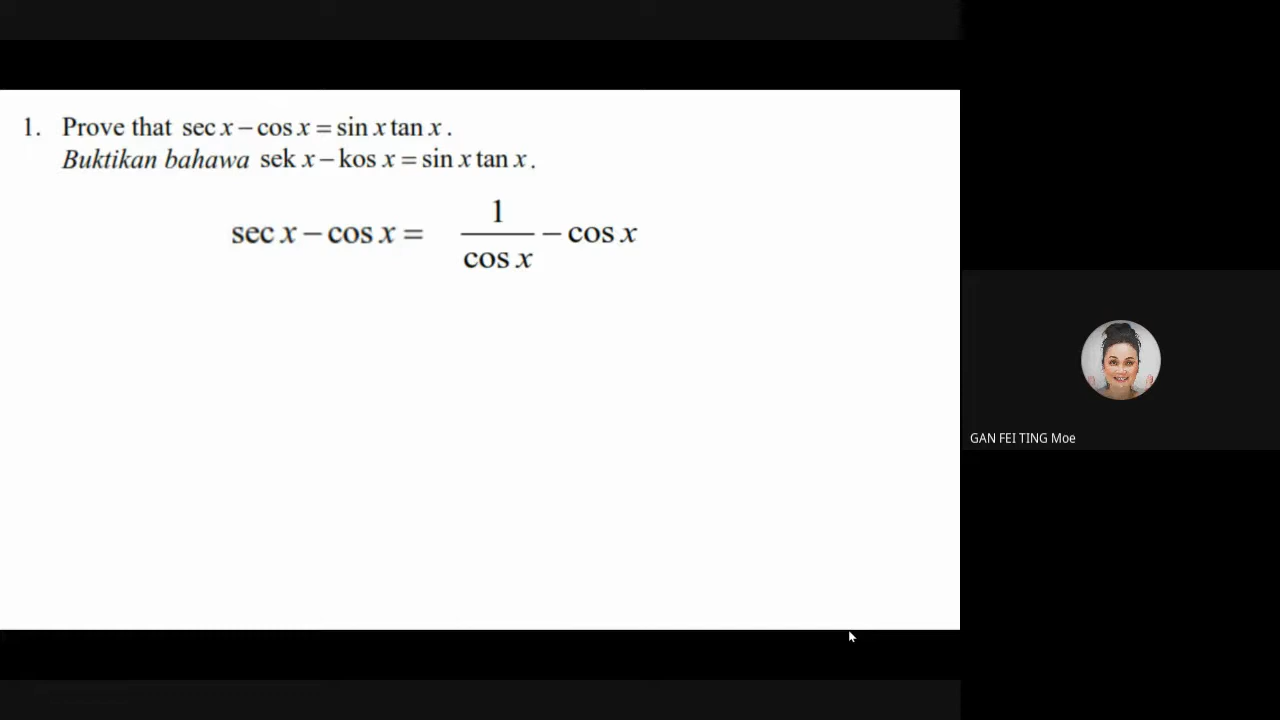 1. Prove that sec x − cos x = sin x tan x .
Buktikan bahawa sek x − kos x = sin x tan x .
sec x − cos x = 1/cos x − cos x
GAN FEI TING Moe